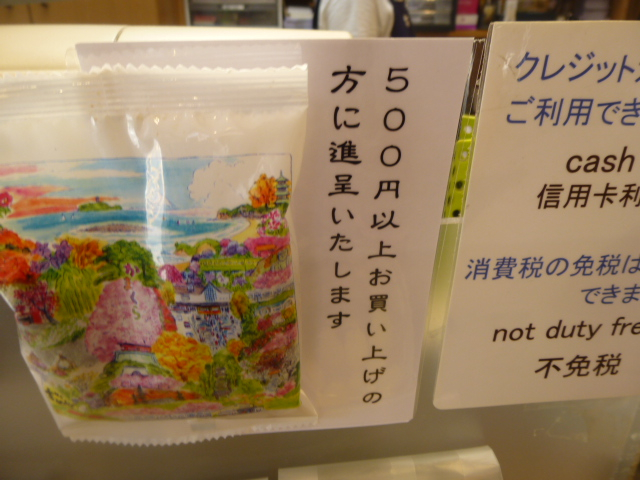 ５００円以上お買い上げの
方に進呈いたします
クレジット
ご利用でき
cash
信用卡利
消費税の免税は
できま
not duty fre
不免税